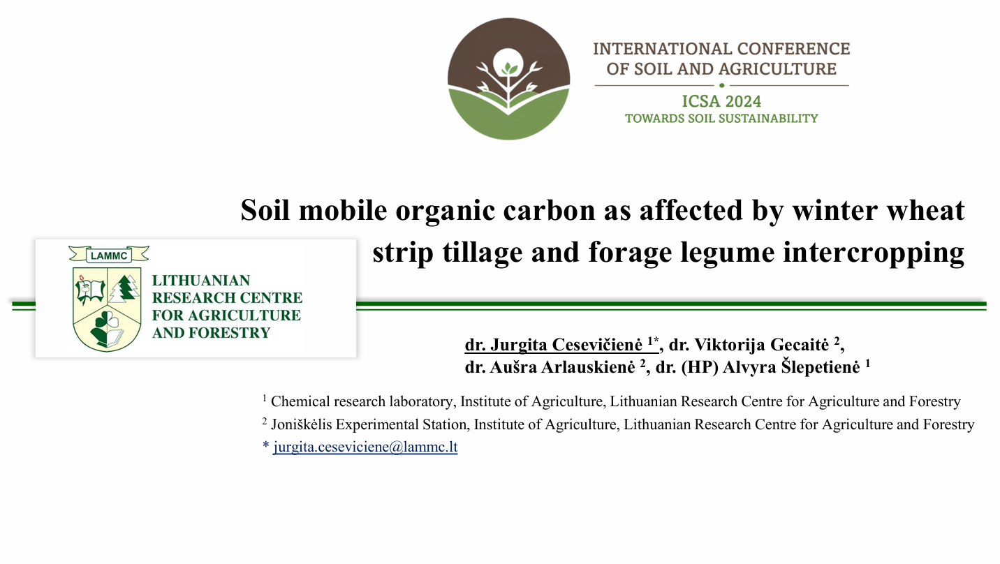 INTERNATIONAL CONFERENCE
OF SOIL AND AGRICULTURE
ICSA 2024
TOWARDS SOIL SUSTAINABILITY
Soil mobile organic carbon as affected by winter wheat
strip tillage and forage legume intercropping
LAMMC
LITHUANIAN
RESEARCH CENTRE
FOR AGRICULTURE
AND FORESTRY
dr. Jurgita Cesevičienė ¹*, dr. Viktorija Gecaitė ²,
dr. Aušra Arlauskienė ², dr. (HP) Alvyra Šlepetienė ¹
¹ Chemical research laboratory, Institute of Agriculture, Lithuanian Research Centre for Agriculture and Forestry
² Joniškėlis Experimental Station, Institute of Agriculture, Lithuanian Research Centre for Agriculture and Forestry
* jurgita.ceseviciene@lammc.lt